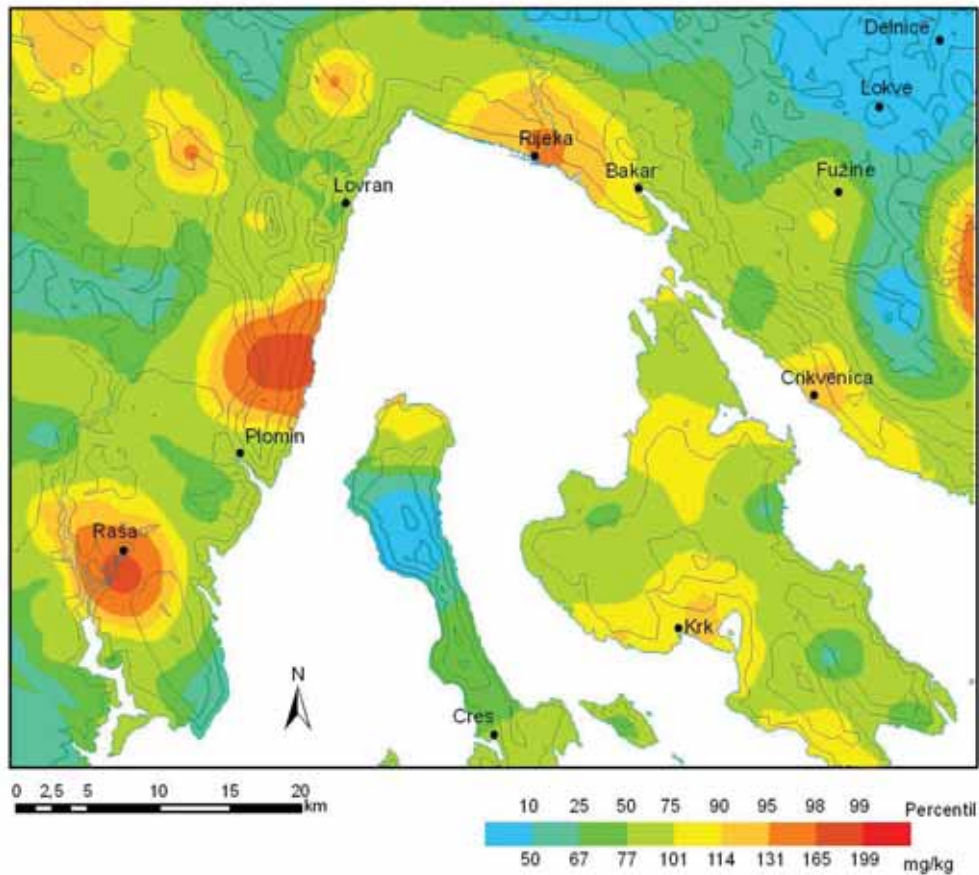 Delnice
Lokve
Rijeka
Bakar
Fužine
Lovran
Crikvenica
Plomin
Raša
Krk
N
Cres
0 2,5 5 10 15 20
km
10 25 50 75 90 95 98 99 Percentil
50 67 77 101 114 131 165 199 mg/kg